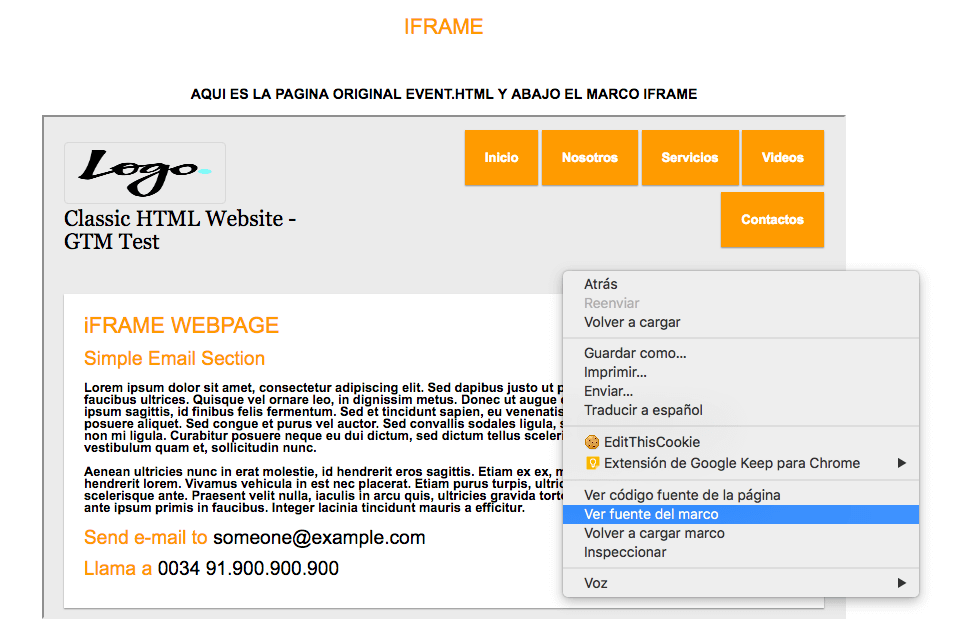 IFRAME
AQUI ES LA PAGINA ORIGINAL EVENT.HTML Y ABAJO EL MARCO IFRAME
Logo
Inicio
Nosotros
Servicios
Videos
Contactos
Classic HTML Website -
GTM Test
iFRAME WEBPAGE
Simple Email Section
Lorem ipsum dolor sit amet, consectetur adipiscing elit. Sed dapibus justo ut p
faucibus ultrices. Quisque vel ornare leo, in dignissim metus. Donec ut augue
ipsum sagittis, id finibus felis fermentum. Sed et tincidunt sapien, eu venenatis
posuere aliquet. Sed congue et purus vel auctor. Sed convallis sodales ligula,
non mi ligula. Curabitur posuere neque eu dui dictum, sed dictum tellus sceleri
vestibulum quam et, sollicitudin nunc.
Aenean ultricies nunc in erat molestie, id hendrerit eros sagittis. Etiam ex ex,
hendrerit lorem. Vivamus vehicula in est nec placerat. Etiam purus turpis, ultric
scelerisque ante. Praesent velit nulla, iaculis in arcu quis, ultricies gravida torto
ante ipsum primis in faucibus. Integer lacinia tincidunt mauris a efficitur.
Send e-mail to someone@example.com
Llama a 0034 91.900.900.900
Atrás
Reenviar
Volver a cargar
Guardar como...
Imprimir...
Enviar...
Traducir a español
EditThisCookie
Extensión de Google Keep para Chrome
Ver código fuente de la página
Ver fuente del marco
Volver a cargar marco
Inspeccionar
Voz